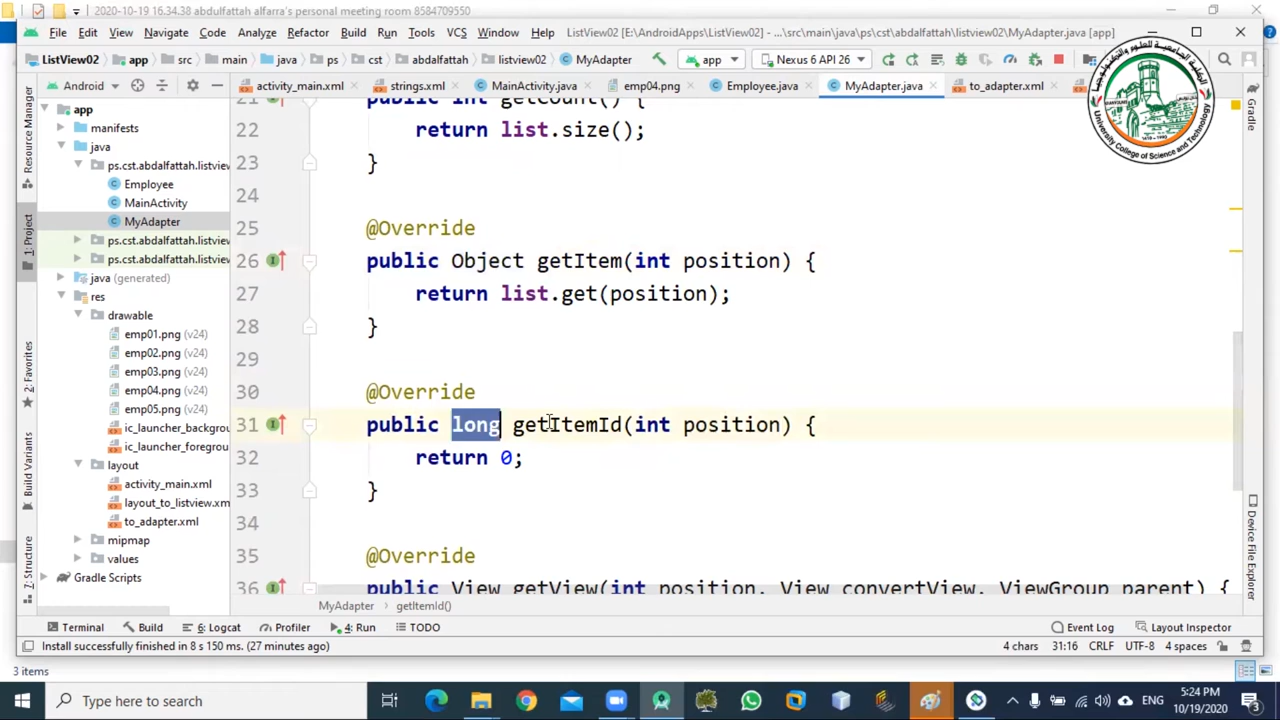 2020-10-19 16.34.38 abdulfattah alfarra's personal meeting room 8584709550
File Edit View Navigate Code Analyze Refactor Build Run Tools VCS Window Help ListView02 [E:\AndroidApps\ListView02] - ...\src\main\java\ps\cst\abdalfattah\listview02\MyAdapter.java [app]
ListView02 app src main java ps cst abdalfattah listview02 MyAdapter app Nexus 6 API 26
Android activity_main.xml strings.xml MainActivity.java emp04.png Employee.java MyAdapter.java to_adapter.xml
University College of Science and Technology
Resource Manager
1: Project
2: Favorites
Build Variants
7: Structure
app
manifests
java
ps.cst.abdalfattah.listview
Employee
MainActivity
MyAdapter
ps.cst.abdalfattah.listview
ps.cst.abdalfattah.listview
java (generated)
res
drawable
emp01.png (v24)
emp02.png (v24)
emp03.png (v24)
emp04.png (v24)
emp05.png (v24)
ic_launcher_backgrou
ic_launcher_foregrou
layout
activity_main.xml
layout_to_listview.xm
to_adapter.xml
mipmap
values
Gradle Scripts
21 public int getCount() {
22 return list.size();
23 }
24
25 @Override
26 public Object getItem(int position) {
27 return list.get(position);
28 }
29
30 @Override
31 public long getItemId(int position) {
32 return 0;
33 }
34
35 @Override
36 public View getView(int position, View convertView, ViewGroup parent) {
Gradle
Device File Explorer
MyAdapter getItemId()
Terminal Build 6: Logcat Profiler 4: Run TODO Event Log Layout Inspector
Install successfully finished in 8 s 150 ms. (27 minutes ago) 4 chars 31:16 CRLF UTF-8 4 spaces
3 items
Type here to search ENG 5:24 PM
10/19/2020 3